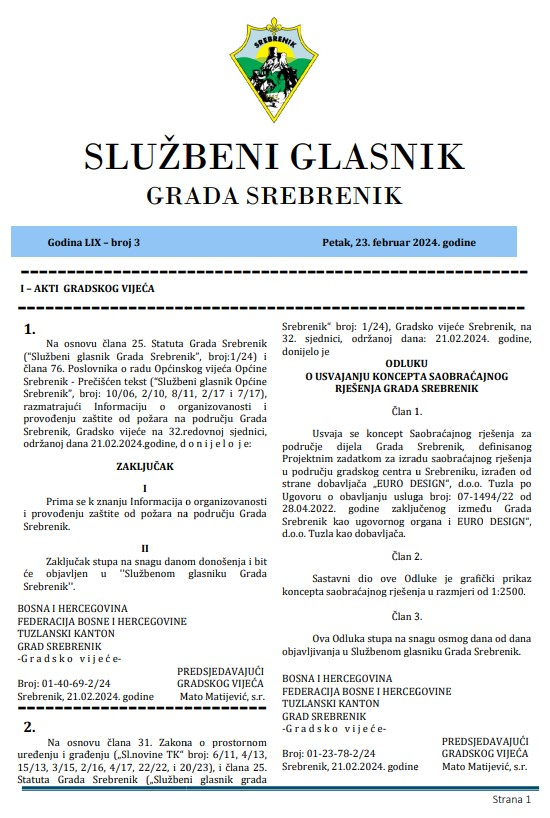 SREBRENIK
SLUŽBENI GLASNIK
GRADA SREBRENIK
Godina LIX – broj 3
Petak, 23. februar 2024. godine
I – AKTI GRADSKOG VIJEĆA
1.
Na osnovu člana 25. Statuta Grada Srebrenik
("Službeni glasnik Grada Srebrenik", broj:1/24) i
člana 76. Poslovnika o radu Općinskog vijeća Općine
Srebrenik - Prečišćen tekst ("Službeni glasnik Općine
Srebrenik", broj: 10/06, 2/10, 8/11, 2/17 i 7/17),
razmatrajući Informaciju o organizovanosti i
provođenju zaštite od požara na području Grada
Srebrenik, Gradsko vijeće na 32.redovnoj sjednici,
održanoj dana 21.02.2024.godine, d o n i j e l o j e:
ZAKLJUČAK
I
Prima se k znanju Informacija o organizovanosti
i provođenju zaštite od požara na području Grada
Srebrenik.
II
Zaključak stupa na snagu danom donošenja i bit
će objavljen u ''Službenom glasniku Grada
Srebrenik''.
BOSNA I HERCEGOVINA
FEDERACIJA BOSNE I HERCEGOVINE
TUZLANSKI KANTON
GRAD SREBRENIK
-G r a d s k o v i j e ć e-
PREDSJEDAVAJUĆI
Broj: 01-40-69-2/24 GRADSKOG VIJEĆA
Srebrenik, 21.02.2024. godine Mato Matijević, s.r.
2.
Na osnovu člana 31. Zakona o prostornom
uređenju i građenju („Sl.novine TK“ broj: 6/11, 4/13,
15/13, 3/15, 2/16, 4/17, 22/22, i 20/23), i člana 25.
Statuta Grada Srebrenik („Službeni glasnik grada
Srebrenik“ broj: 1/24), Gradsko vijeće Srebrenik, na
32. sjednici, održanoj dana: 21.02.2024. godine,
donijelo je
ODLUKU
O USVAJANJU KONCEPTA SAOBRAĆAJNOG
RJEŠENJA GRADA SREBRENIK
Član 1.
Usvaja se koncept Saobraćajnog rješenja za
područje dijela Grada Srebrenik, definisanog
Projektnim zadatkom za izradu saobraćajnog rješenja
u području gradskog centra u Srebreniku, izrađen od
strane dobavljača „EURO DESIGN“, d.o.o. Tuzla po
Ugovoru o obavljanju usluga broj: 07-1494/22 od
28.04.2022. godine zaključenog između Grada
Srebrenik kao ugovornog organa i EURO DESIGN“,
d.o.o. Tuzla kao dobavljača.
Član 2.
Sastavni dio ove Odluke je grafički prikaz
koncepta saobraćajnog rješenja u razmjeri od 1:2500.
Član 3.
Ova Odluka stupa na snagu osmog dana od dana
objavljivanja u Službenom glasniku Grada Srebrenik.
BOSNA I HERCEGOVINA
FEDERACIJA BOSNE I HERCEGOVINE
TUZLANSKI KANTON
GRAD SREBRENIK
-G r a d s k o v i j e ć e-
PREDSJEDAVAJUĆI
Broj: 01-23-78-2/24 GRADSKOG VIJEĆA
Srebrenik, 21.02.2024. godine Mato Matijević, s.r.
Strana 1